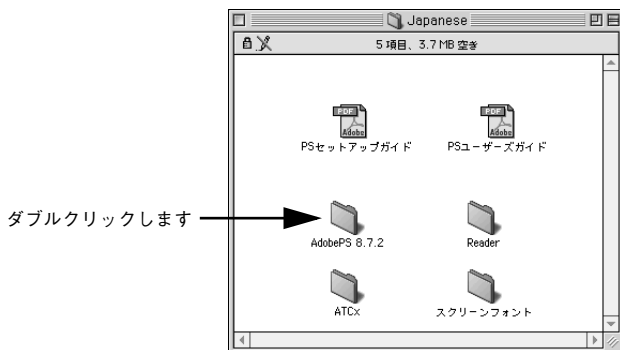 Japanese
5 項目、3.7 MB 空き
PDF
Adobe
PDF
Adobe
PSセットアップガイド
PSユーザーズガイド
ダブルクリックします
AdobePS 8.7.2
Reader
ATCx
スクリーンフォント